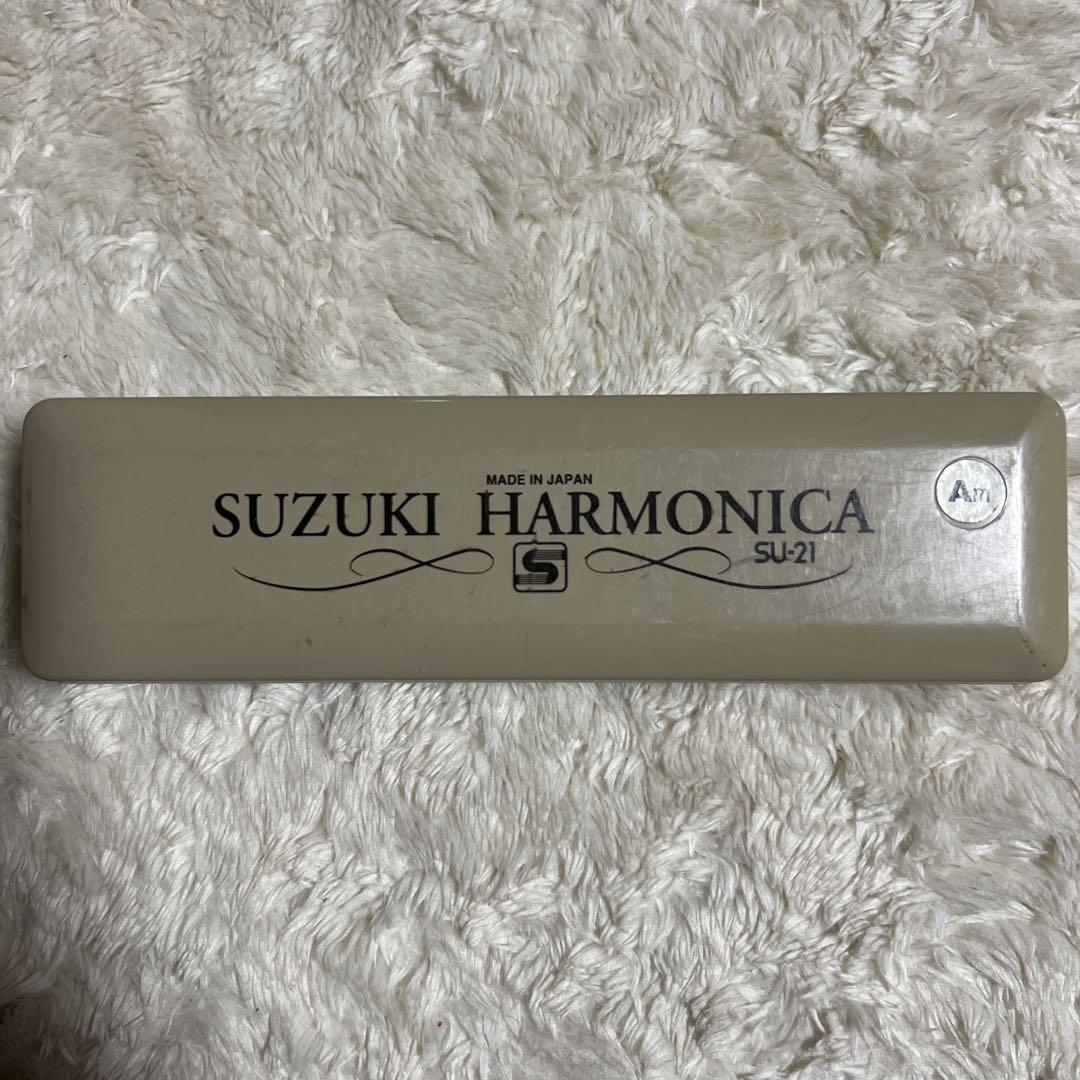 MADE IN JAPAN
SUZUKI HARMONICA
Am
S
SU-21